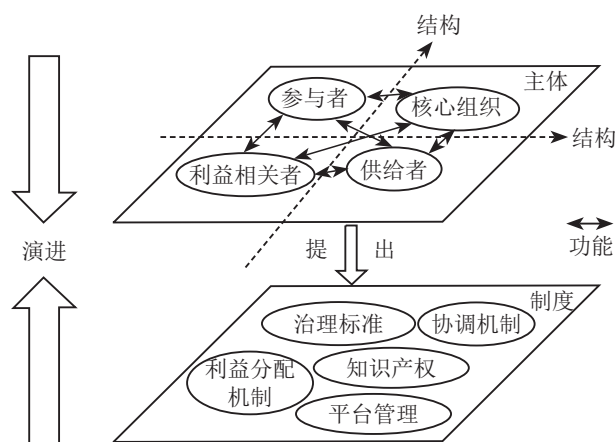 结构
主体
参与者
核心组织
结构
利益相关者
供给者
功能
演进
提 出
制度
治理标准
协调机制
利益分配
机制
知识产权
平台管理